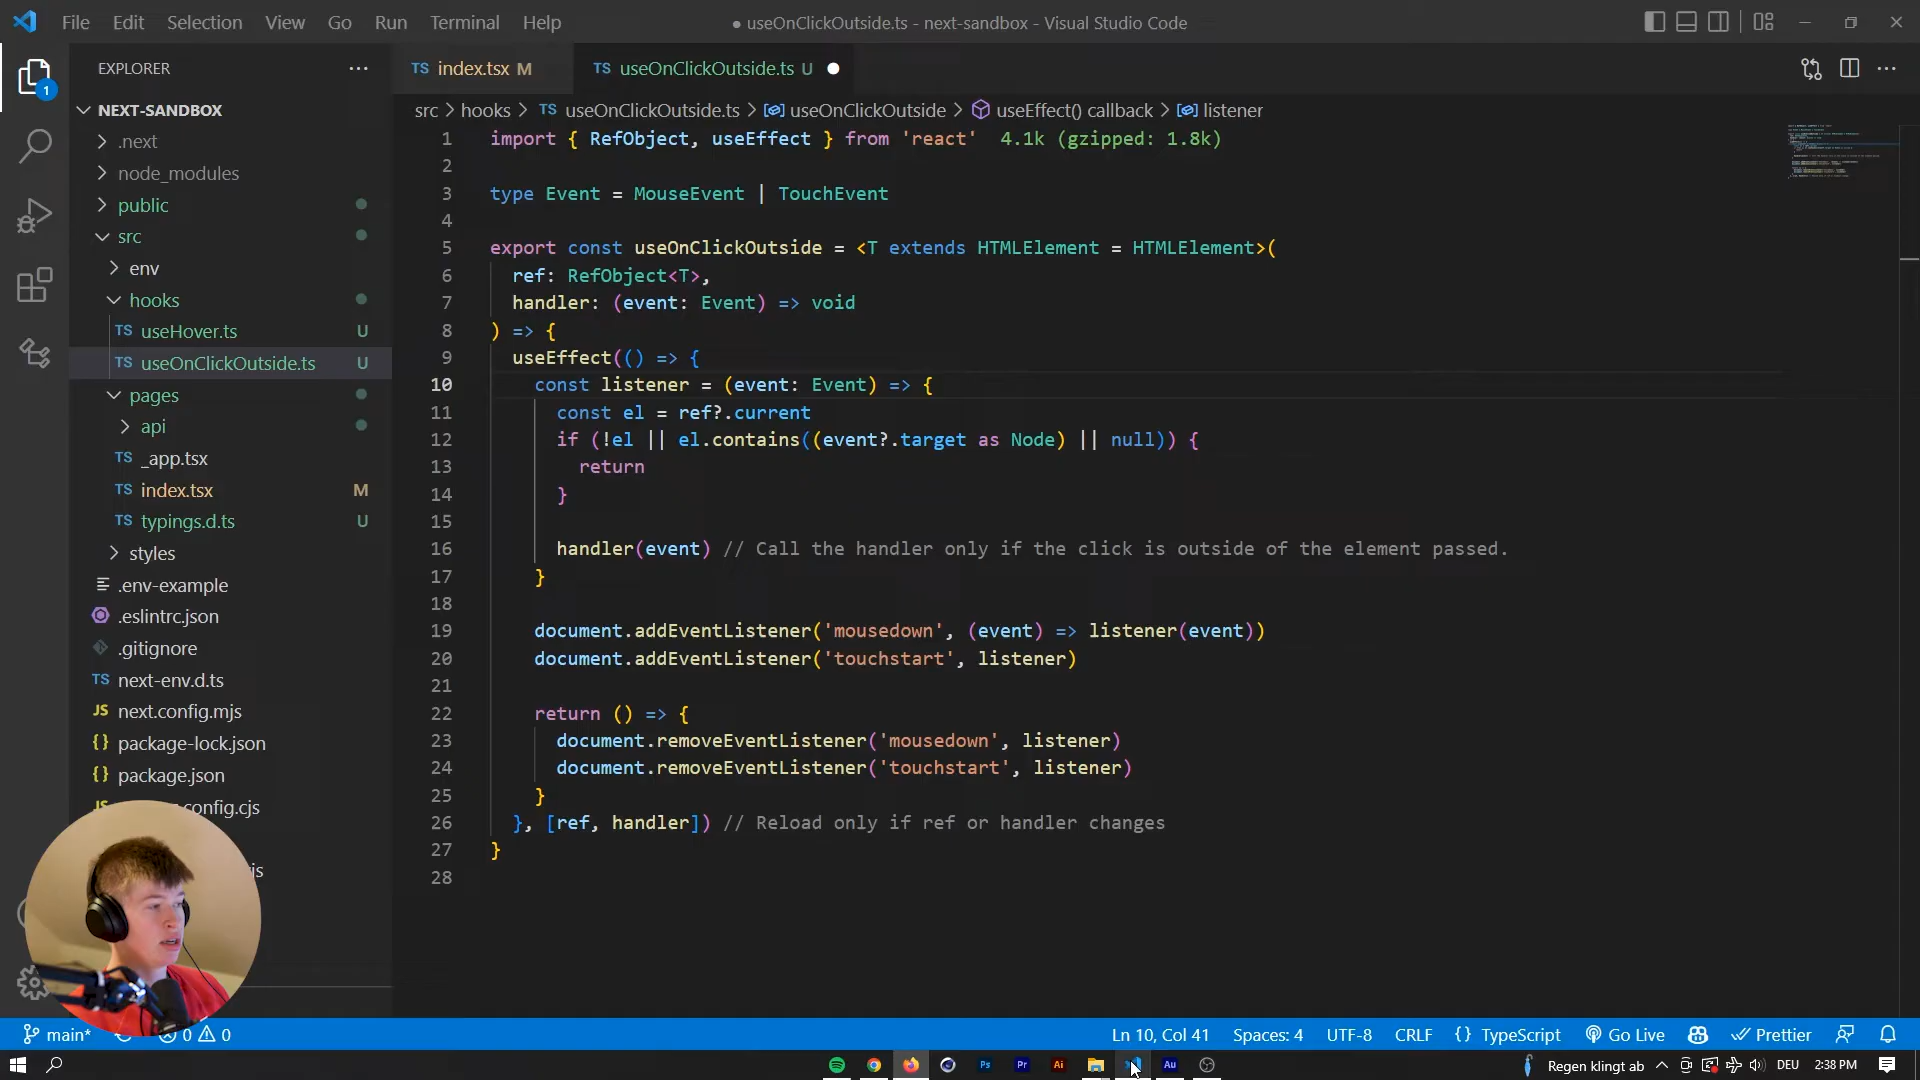 File Edit Selection View Go Run Terminal Help
● useOnClickOutside.ts - next-sandbox - Visual Studio Code
EXPLORER
TS index.tsx M
TS useOnClickOutside.ts U
1
NEXT-SANDBOX
.next
node_modules
public
src
env
hooks
TS useHover.ts U
TS useOnClickOutside.ts U
pages
api
TS _app.tsx
TS index.tsx M
TS typings.d.ts U
styles
.env-example
.eslintrc.json
.gitignore
TS next-env.d.ts
JS next.config.mjs
{} package-lock.json
{} package.json
config.cjs
js
src > hooks > TS useOnClickOutside.ts > useOnClickOutside > useEffect() callback > listener
1 import { RefObject, useEffect } from 'react' 4.1k (gzipped: 1.8k)
2
3 type Event = MouseEvent | TouchEvent
4
5 export const useOnClickOutside = <T extends HTMLElement = HTMLElement>(
6 ref: RefObject<T>,
7 handler: (event: Event) => void
8 ) => {
9 useEffect(() => {
10 const listener = (event: Event) => {
11 const el = ref?.current
12 if (!el || el.contains((event?.target as Node) || null)) {
13 return
14 }
15
16 handler(event) // Call the handler only if the click is outside of the element passed.
17 }
18
19 document.addEventListener('mousedown', (event) => listener(event))
20 document.addEventListener('touchstart', listener)
21
22 return () => {
23 document.removeEventListener('mousedown', listener)
24 document.removeEventListener('touchstart', listener)
25 }
26 }, [ref, handler]) // Reload only if ref or handler changes
27 }
28
main* 0 0
Ln 10, Col 41 Spaces: 4 UTF-8 CRLF {} TypeScript Go Live Prettier
Ps Pr Ai Au
Regen klingt ab DEU 2:38 PM